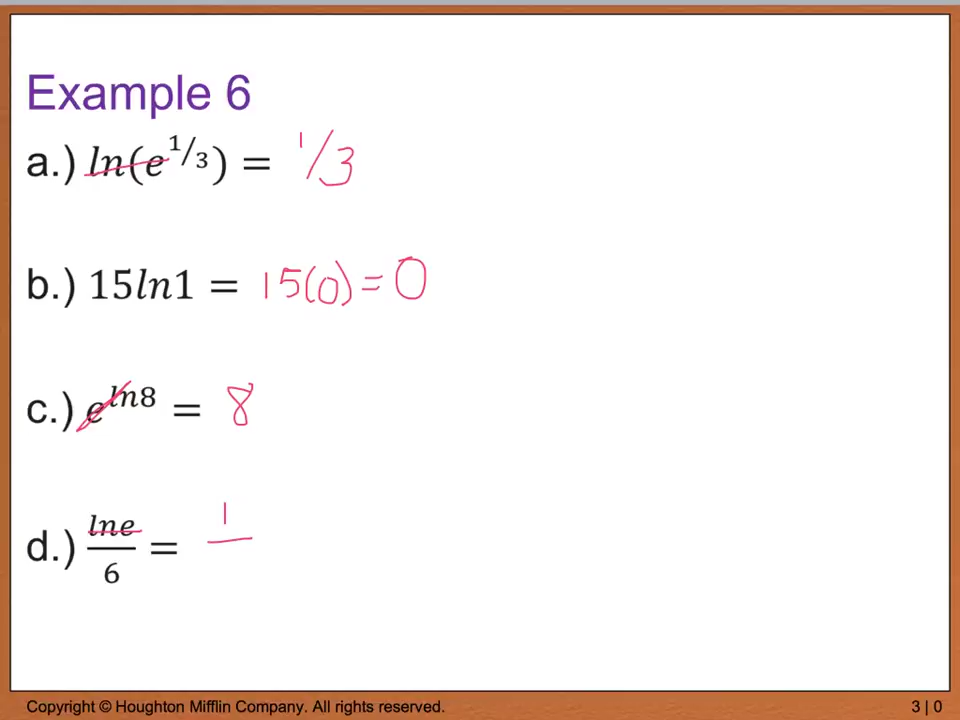 Example 6
a.) ln(e^1/3) = 1/3
b.) 15ln1 = 15(0) = 0
c.) e^ln8 = 8
d.) lne/6 = 1/
Copyright © Houghton Mifflin Company. All rights reserved. 3 | 0